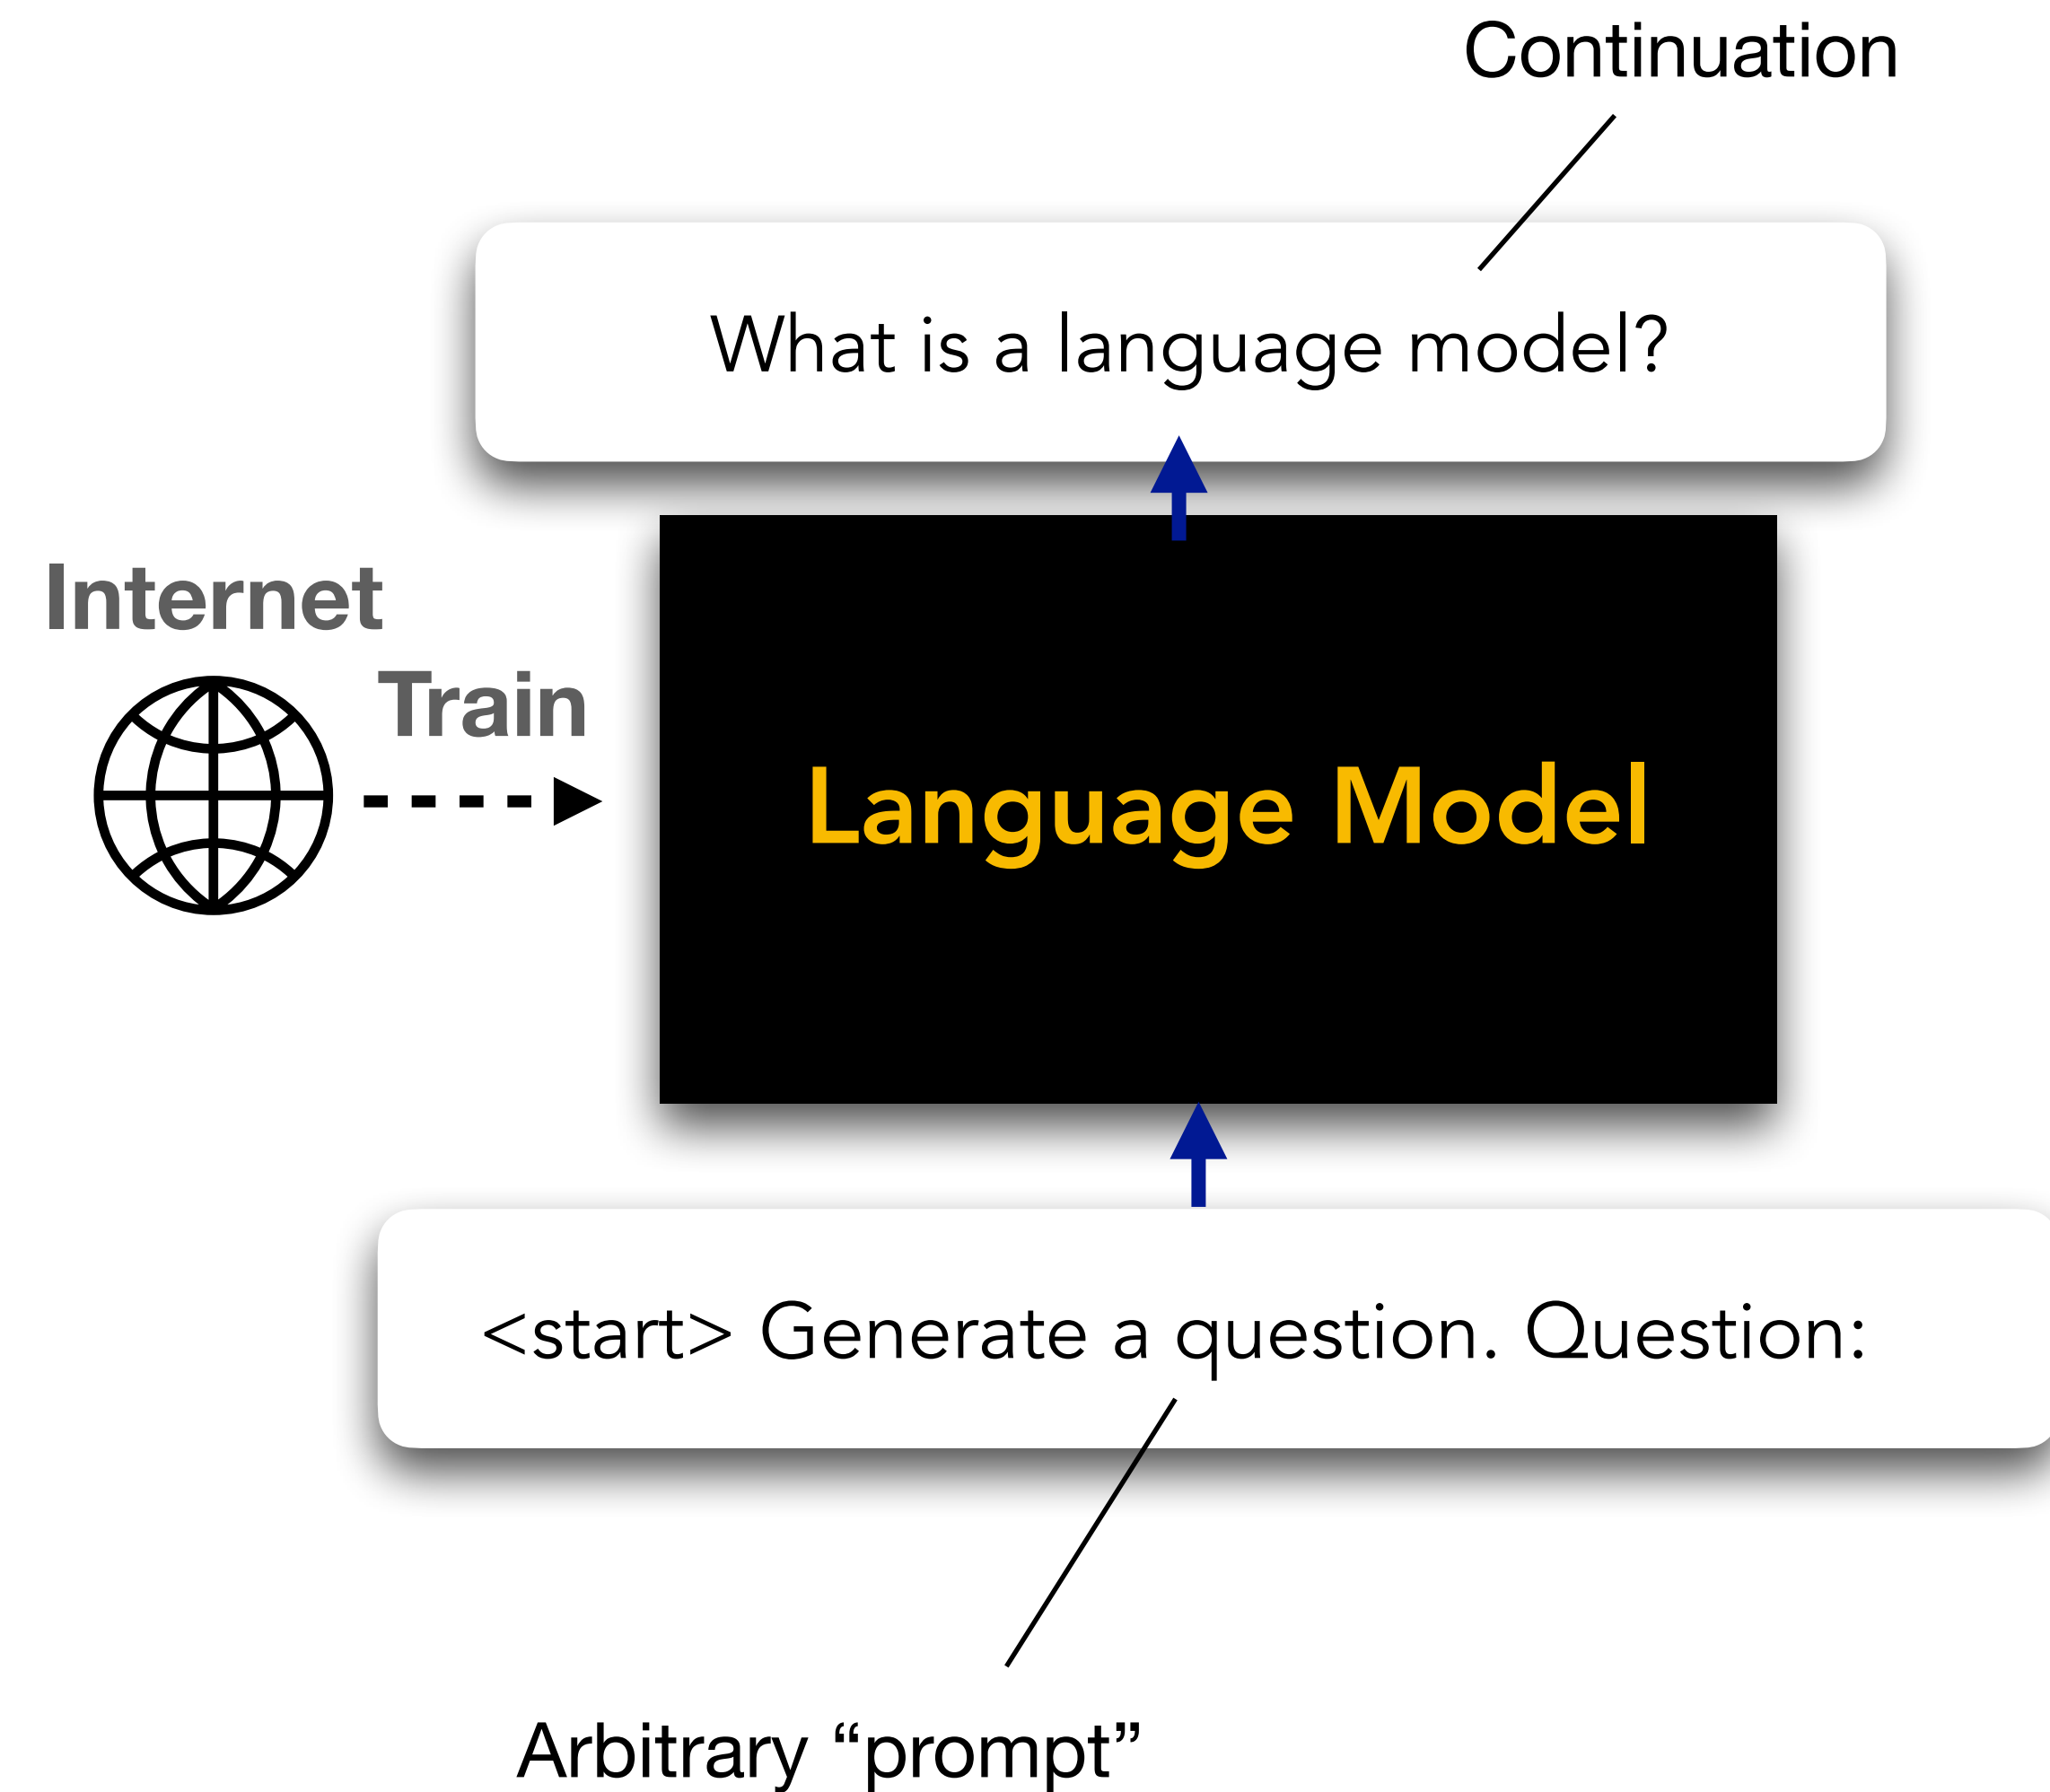 Continuation
What is a language model?
Internet
Train
Language Model
<start> Generate a question. Question:
Arbitrary “prompt”